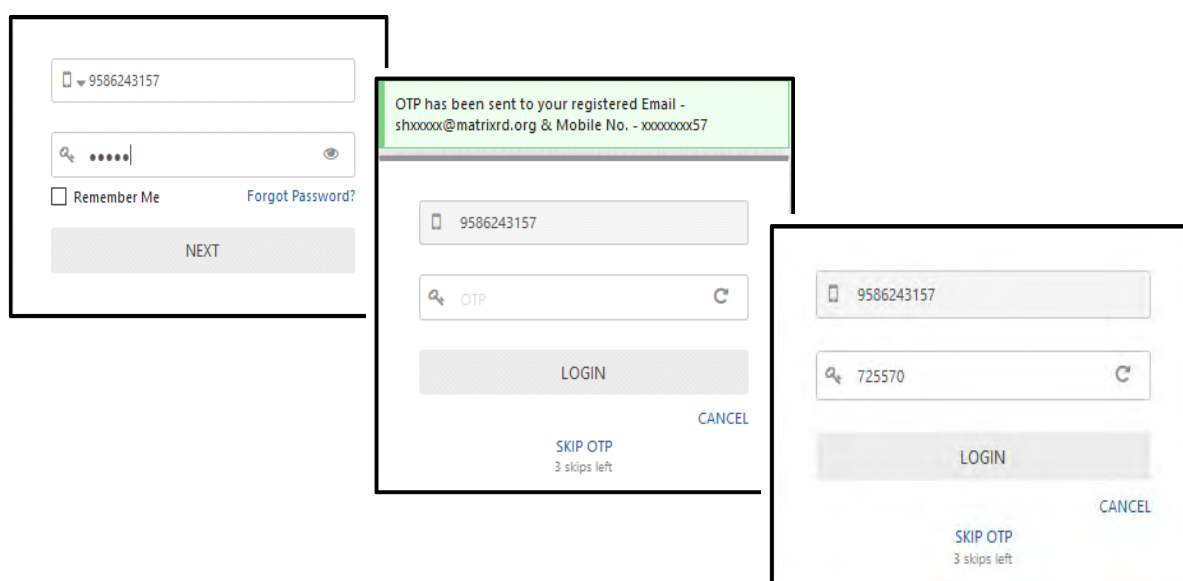 9586243157
•••••
Remember Me
Forgot Password?
NEXT
OTP has been sent to your registered Email -
shxxxxx@matrixrd.org & Mobile No. - xxxxxxxx57
9586243157
OTP
LOGIN
CANCEL
SKIP OTP
3 skips left
9586243157
725570
LOGIN
CANCEL
SKIP OTP
3 skips left